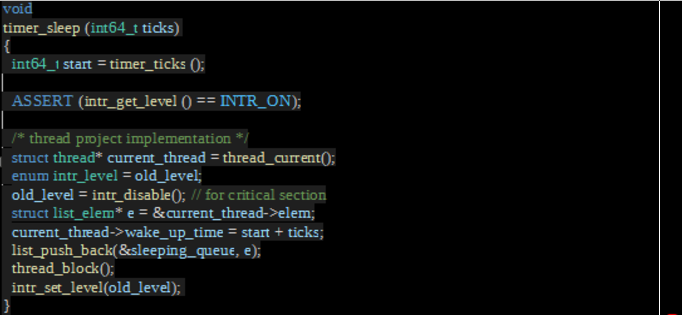 void
timer_sleep (int64_t ticks)
{
int64_t start = timer_ticks ();
ASSERT (intr_get_level () == INTR_ON);
/* thread project implementation */
struct thread* current_thread = thread_current();
enum intr_level = old_level;
old_level = intr_disable(); // for critical section
struct list_elem* e = &current_thread->elem;
current_thread->wake_up_time = start + ticks;
list_push_back(&sleeping_queue, e);
thread_block();
intr_set_level(old_level);
}